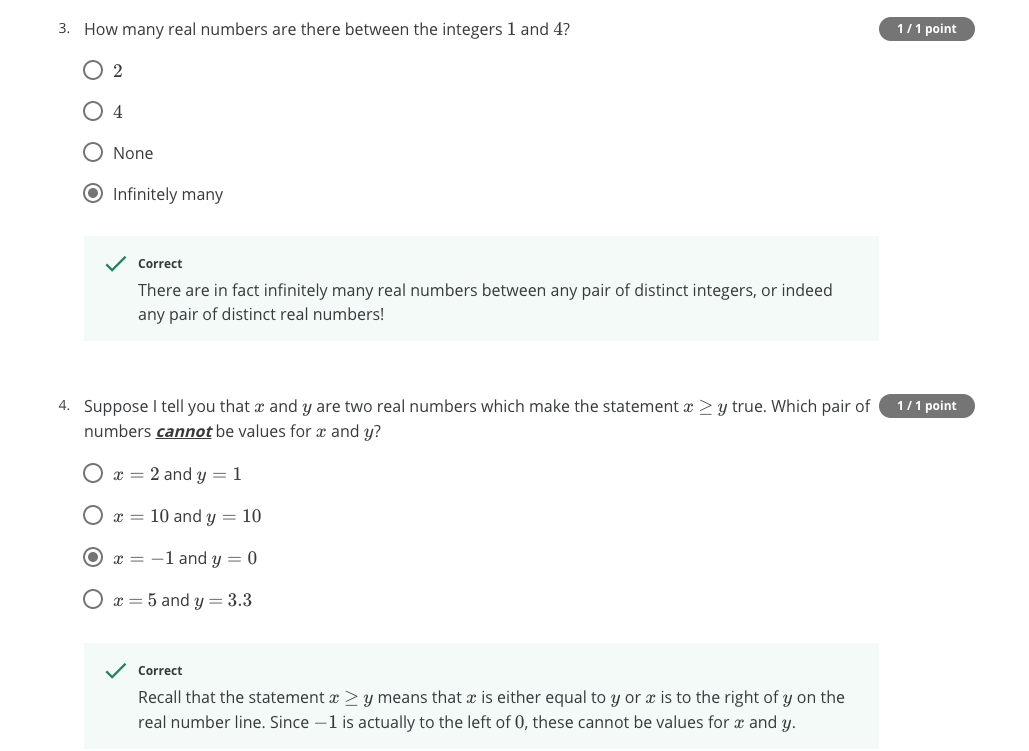 3. How many real numbers are there between the integers 1 and 4?
1 / 1 point
2
4
None
Infinitely many
Correct
There are in fact infinitely many real numbers between any pair of distinct integers, or indeed
any pair of distinct real numbers!
4. Suppose I tell you that x and y are two real numbers which make the statement x ≥ y true. Which pair of
1 / 1 point
numbers cannot be values for x and y?
x = 2 and y = 1
x = 10 and y = 10
x = −1 and y = 0
x = 5 and y = 3.3
Correct
Recall that the statement x ≥ y means that x is either equal to y or x is to the right of y on the
real number line. Since −1 is actually to the left of 0, these cannot be values for x and y.